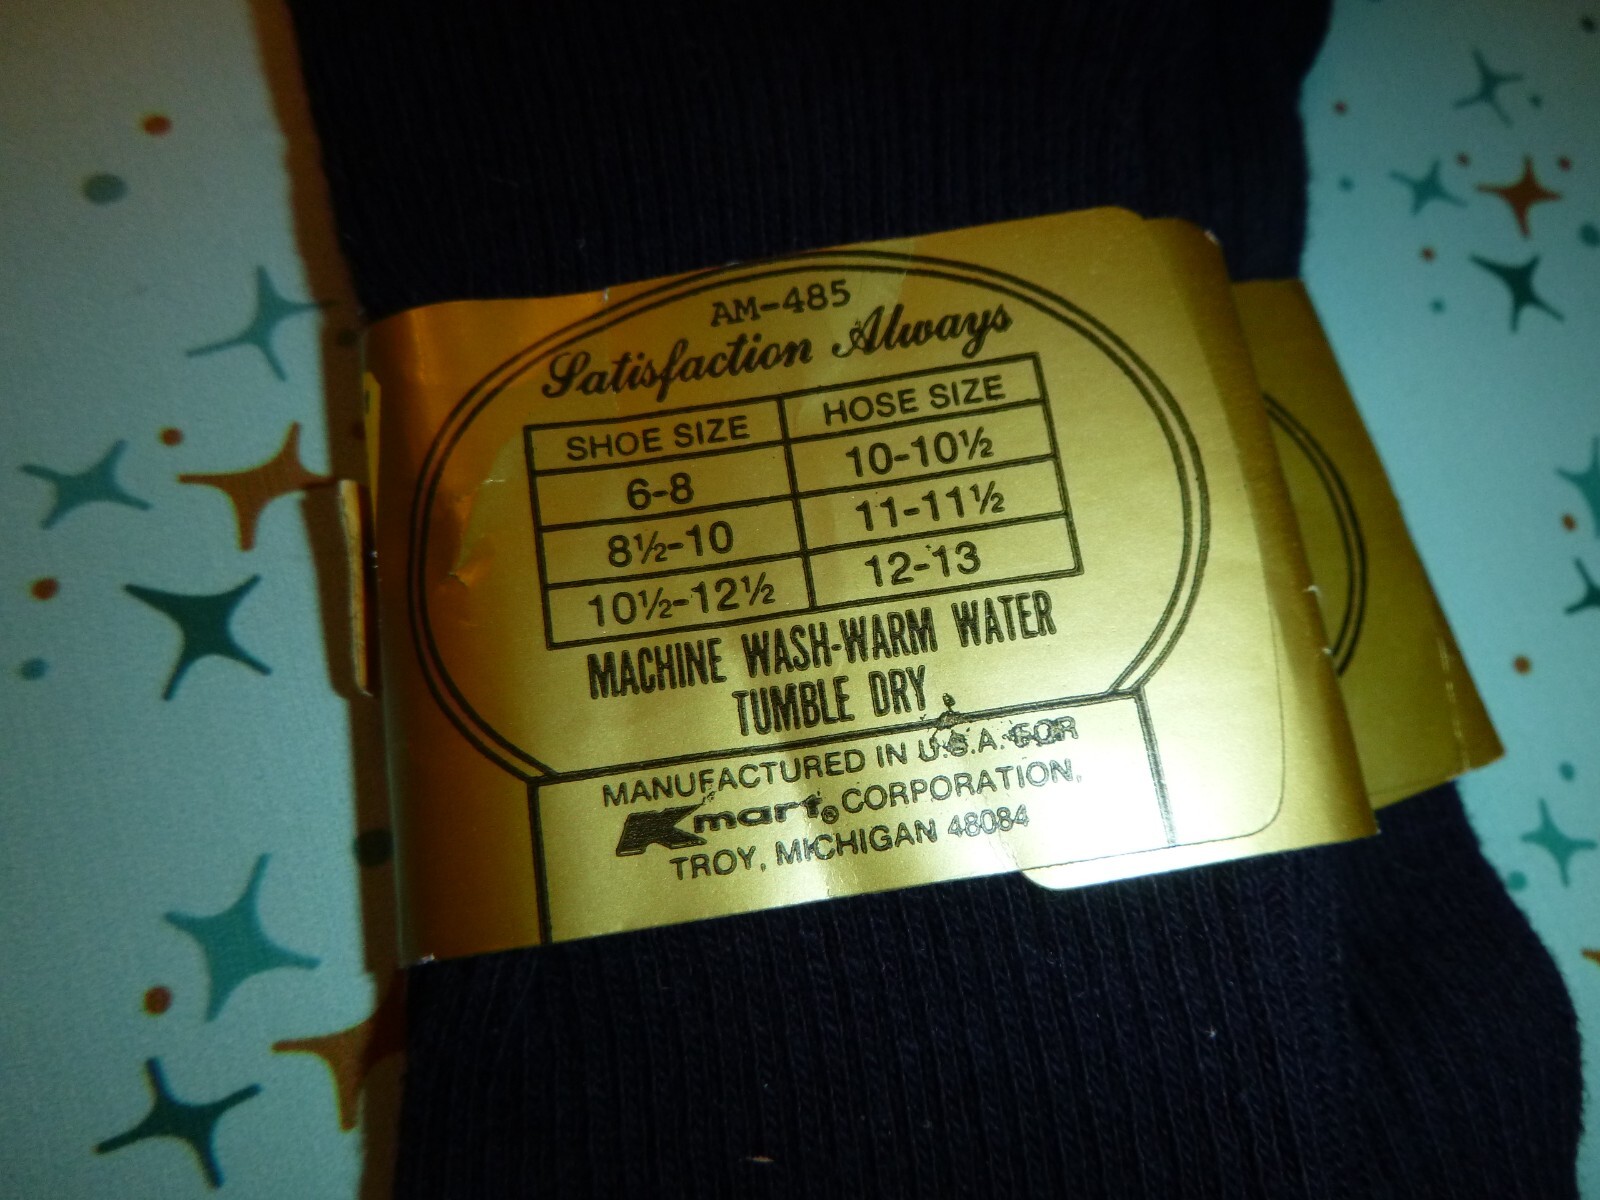 AM-485
Satisfaction Always
SHOE SIZE HOSE SIZE
6-8 10-10½
8½-10 11-11½
10½-12½ 12-13
MACHINE WASH-WARM WATER
TUMBLE DRY
MANUFACTURED IN U.S.A. FOR
Kmart® CORPORATION,
TROY, MICHIGAN 48084